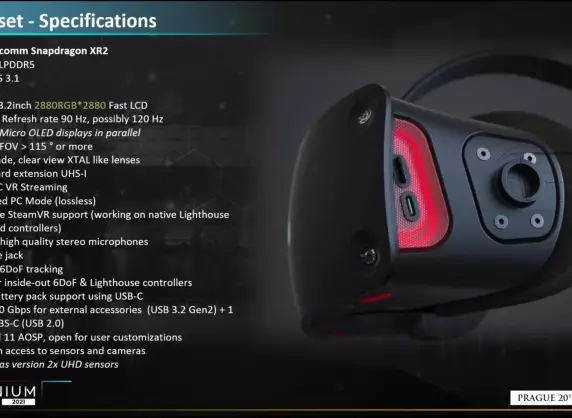 set - Specifications
comm Snapdragon XR2
LPDDR5
S 3.1
3.2inch 2880RGB*2880 Fast LCD
Refresh rate 90 Hz, possibly 120 Hz
Micro OLED displays in parallel
FOV > 115 ° or more
de, clear view XTAL like lenses
rd extension UHS-I
C VR Streaming
ed PC Mode (lossless)
e SteamVR support (working on native Lighthouse
d controllers)
high quality stereo microphones
e jack
6DoF tracking
r inside-out 6DoF & Lighthouse controllers
ttery pack support using USB-C
0 Gbps for external accessories (USB 3.2 Gen2) + 1
BS-C (USB 2.0)
l 11 AOSP, open for user customizations
n access to sensors and cameras
as version 2x UHD sensors
NIUM
2021
PRAGUE 20